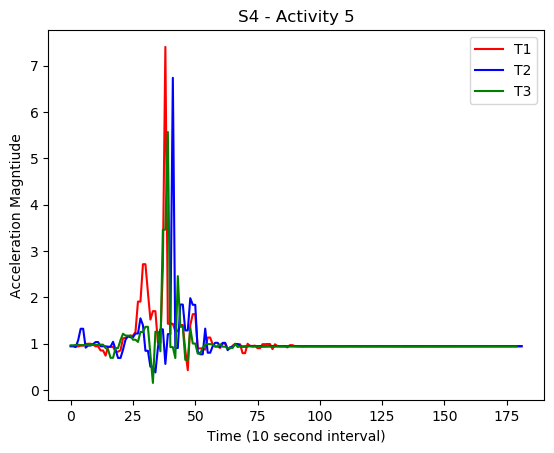 S4 - Activity 5
T1
T2
T3
7
6
5
4
3
2
1
0
Acceleration Magntiude
0 25 50 75 100 125 150 175
Time (10 second interval)